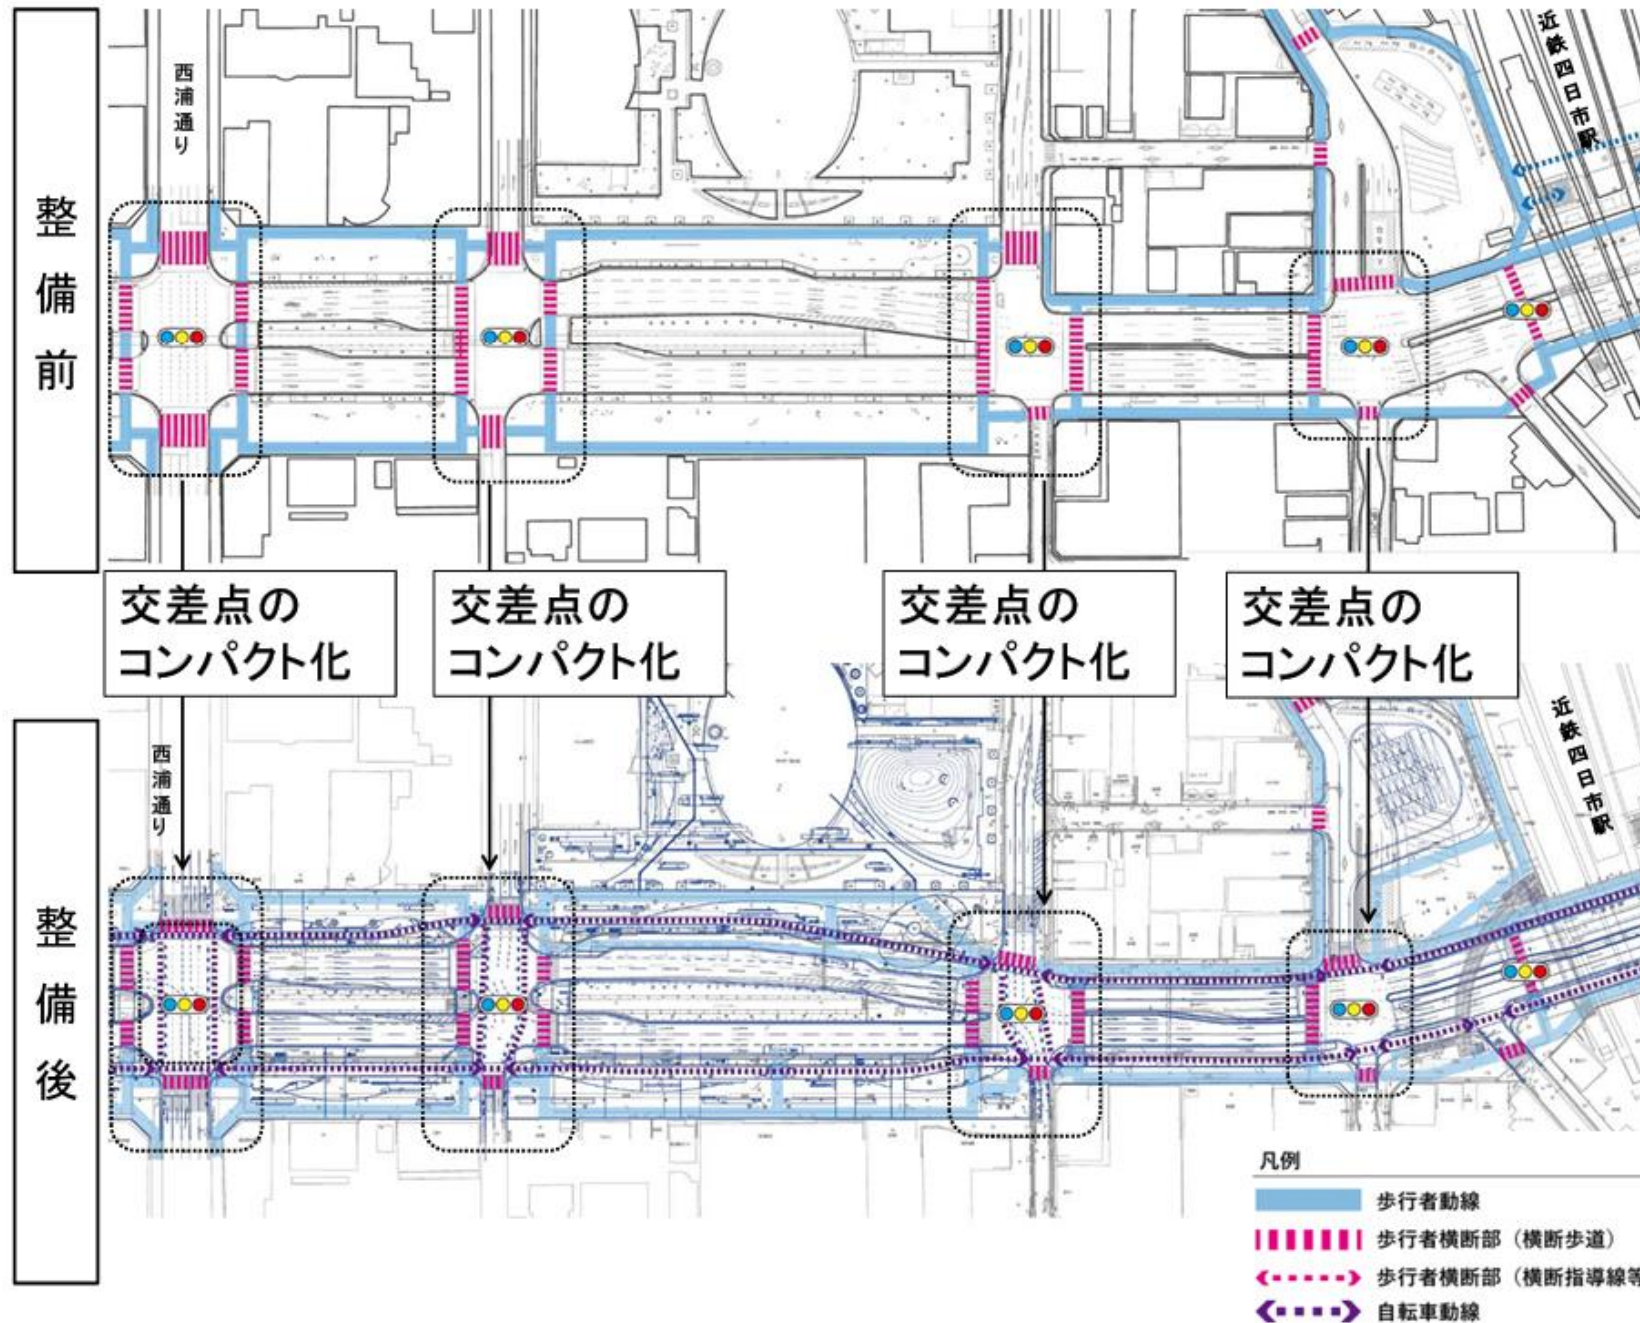 整備前
西浦通り
近鉄四日市駅
交差点の
コンパクト化
交差点の
コンパクト化
交差点の
コンパクト化
交差点の
コンパクト化
整備後
西浦通り
近鉄四日市駅
凡例
歩行者動線
歩行者横断部（横断歩道）
歩行者横断部（横断指導線等
自転車動線